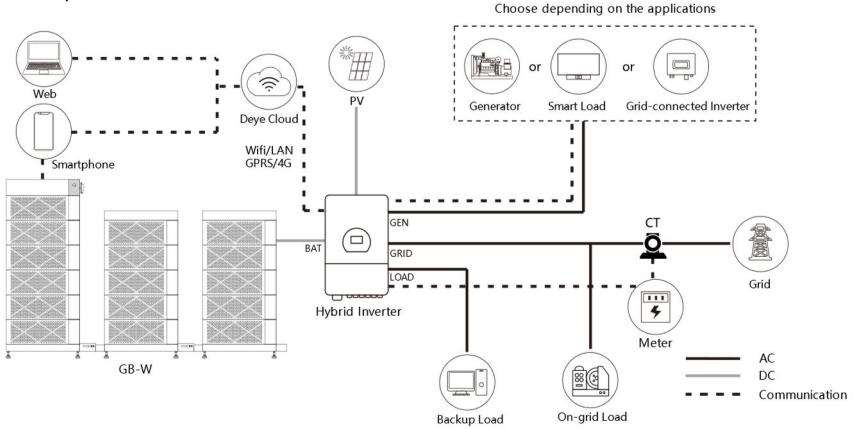 Choose depending on the applications
Generator
or
Smart Load
or
Grid-connected Inverter
Web
Deye Cloud
PV
Smartphone
Wifi/LAN
GPRS/4G
GEN
BAT
GRID
LOAD
Hybrid Inverter
CT
Grid
Meter
GB-W
Backup Load
On-grid Load
AC
DC
Communication